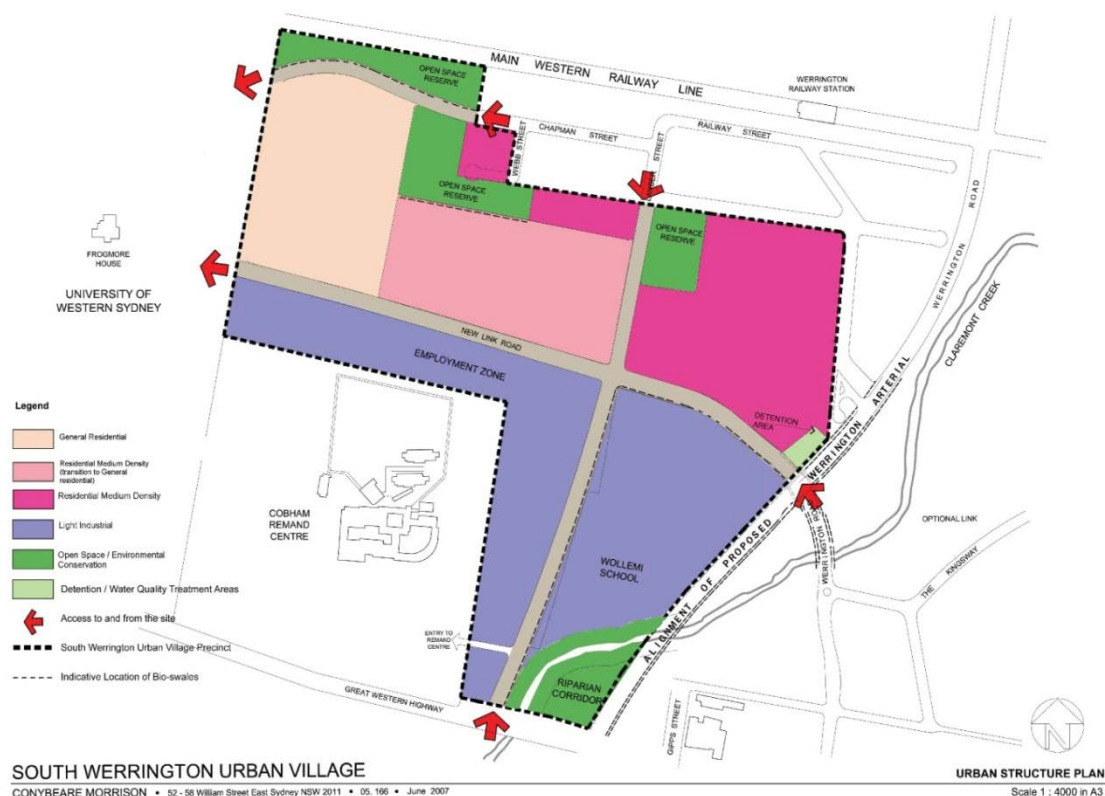 MAIN WESTERN RAILWAY LINE
WERRINGTON
RAILWAY STATION
OPEN SPACE
RESERVE
CHAPMAN STREET
RAILWAY STREET
WEBB STREET
STREET
OPEN SPACE
RESERVE
OPEN SPACE
RESERVE
WERRINGTON ROAD
FROGMORE
HOUSE
UNIVERSITY OF
WESTERN SYDNEY
CLAREMONT CREEK
NEW LINK ROAD
EMPLOYMENT ZONE
DETENTION
AREA
ALIGNMENT OF PROPOSED WERRINGTON ARTERIAL
Legend
General Residential
Residential Medium Density
(transition to General
residential)
Residential Medium Density
Light Industrial
Open Space / Environmental
Conservation
Detention / Water Quality Treatment Areas
Access to and from the site
South Werrington Urban Village Precinct
Indicative Location of Bio-swales
COBHAM
REMAND
CENTRE
WOLLEMI
SCHOOL
OPTIONAL LINK
WERRINGTON
THE KINGSWAY
ENTRY TO
REMAND
CENTRE
RIPARIAN
CORRIDOR
GREAT WESTERN HIGHWAY
GIPPS STREET
SOUTH WERRINGTON URBAN VILLAGE
URBAN STRUCTURE PLAN
CONYBEARE MORRISON • 52 - 58 William Street East Sydney NSW 2011 • 05. 166 • June 2007
Scale 1 : 4000 in A3